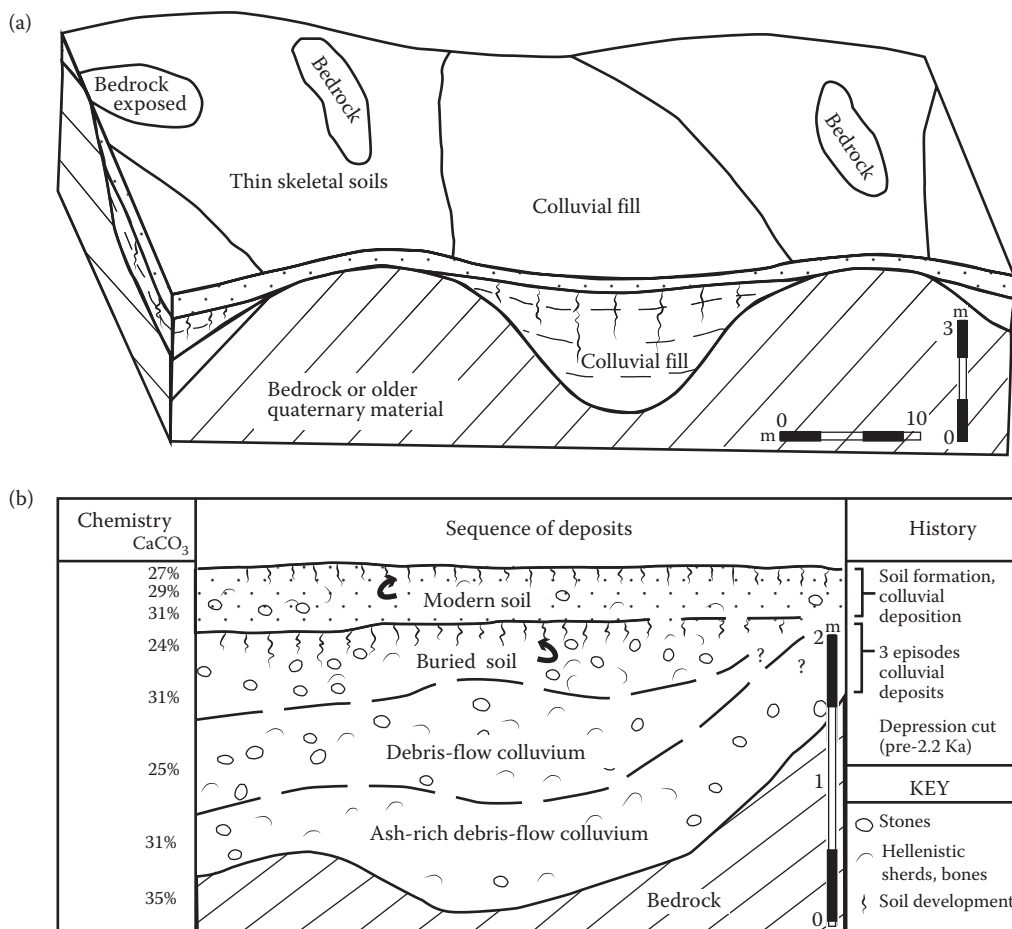 (a)
Bedrock
exposed
Bedrock
Bedrock
Thin skeletal soils
Colluvial fill
Colluvial fill
Bedrock or older
quaternary material
m
3
0
0 10
m
(b)
Chemistry
CaCO3
Sequence of deposits
History
27%
29%
31%
24%
31%
25%
31%
35%
Modern soil
Buried soil
? ?
Debris-flow colluvium
Ash-rich debris-flow colluvium
Bedrock
m
2
1
0
Soil formation,
colluvial
deposition
3 episodes
colluvial
deposits
Depression cut
(pre-2.2 Ka)
KEY
Stones
Hellenistic
sherds, bones
Soil development